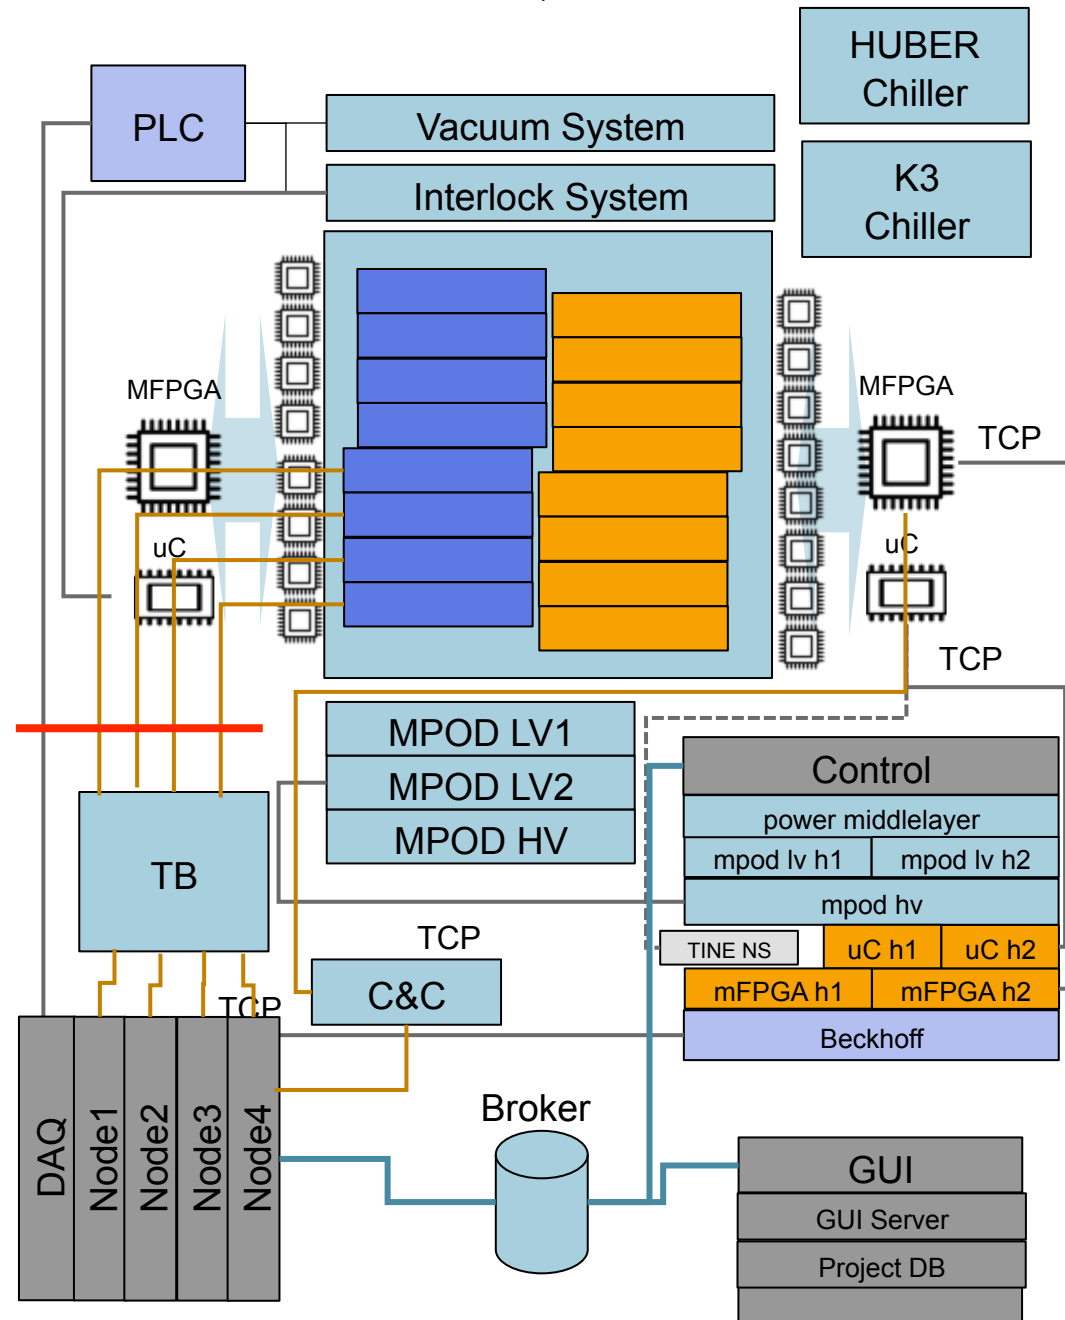 HUBER
Chiller
PLC
Vacuum System
K3
Chiller
Interlock System
MFPGA
MFPGA
TCP
uC
uC
TCP
MPOD LV1
MPOD LV2
MPOD HV
Control
power middlelayer
mpod lv h1
mpod lv h2
mpod hv
TB
TCP
TINE NS
uC h1
uC h2
C&C
mFPGA h1
mFPGA h2
TCP
Beckhoff
DAQ
Node1
Node2
Node3
Node4
Broker
GUI
GUI Server
Project DB